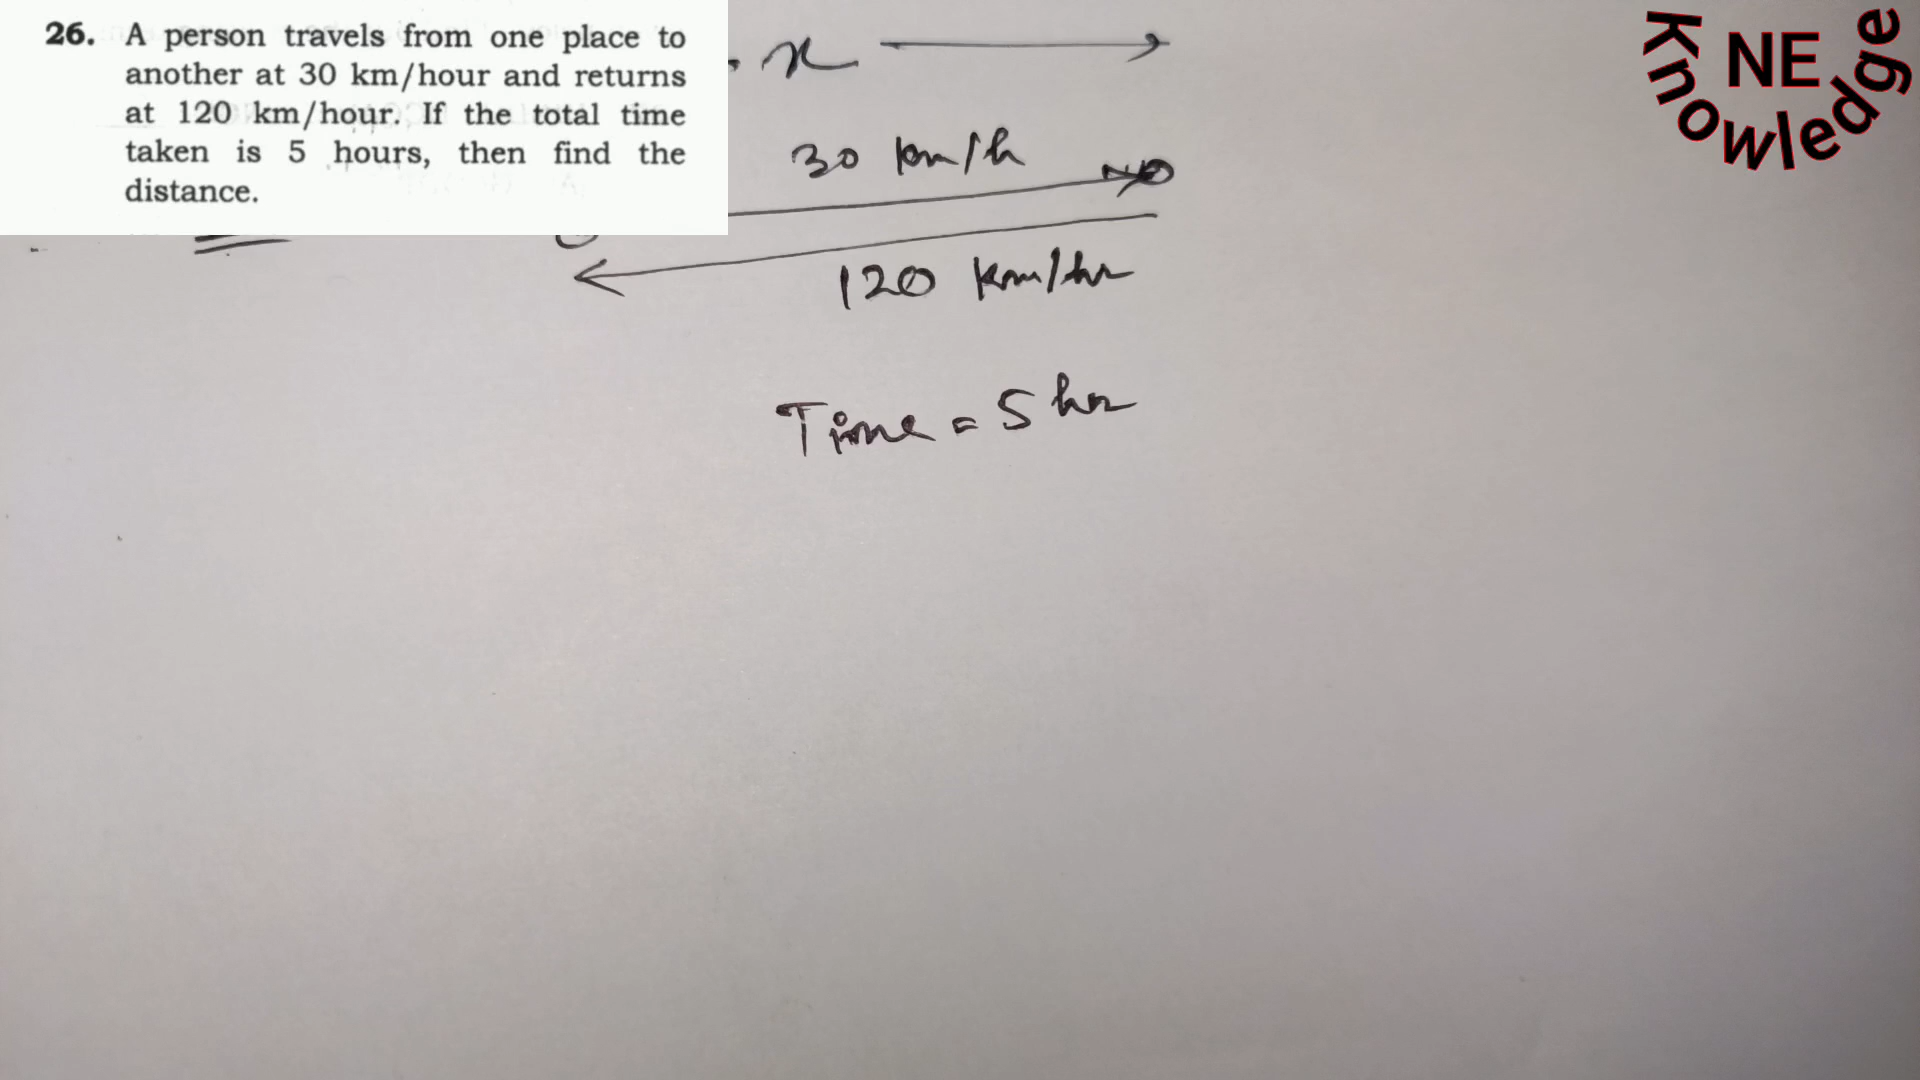 26. A person travels from one place to
another at 30 km/hour and returns
at 120 km/hour. If the total time
taken is 5 hours, then find the
distance.
x
30 km/h
120 km/hr
Time = 5 hr
NE
Knowledge